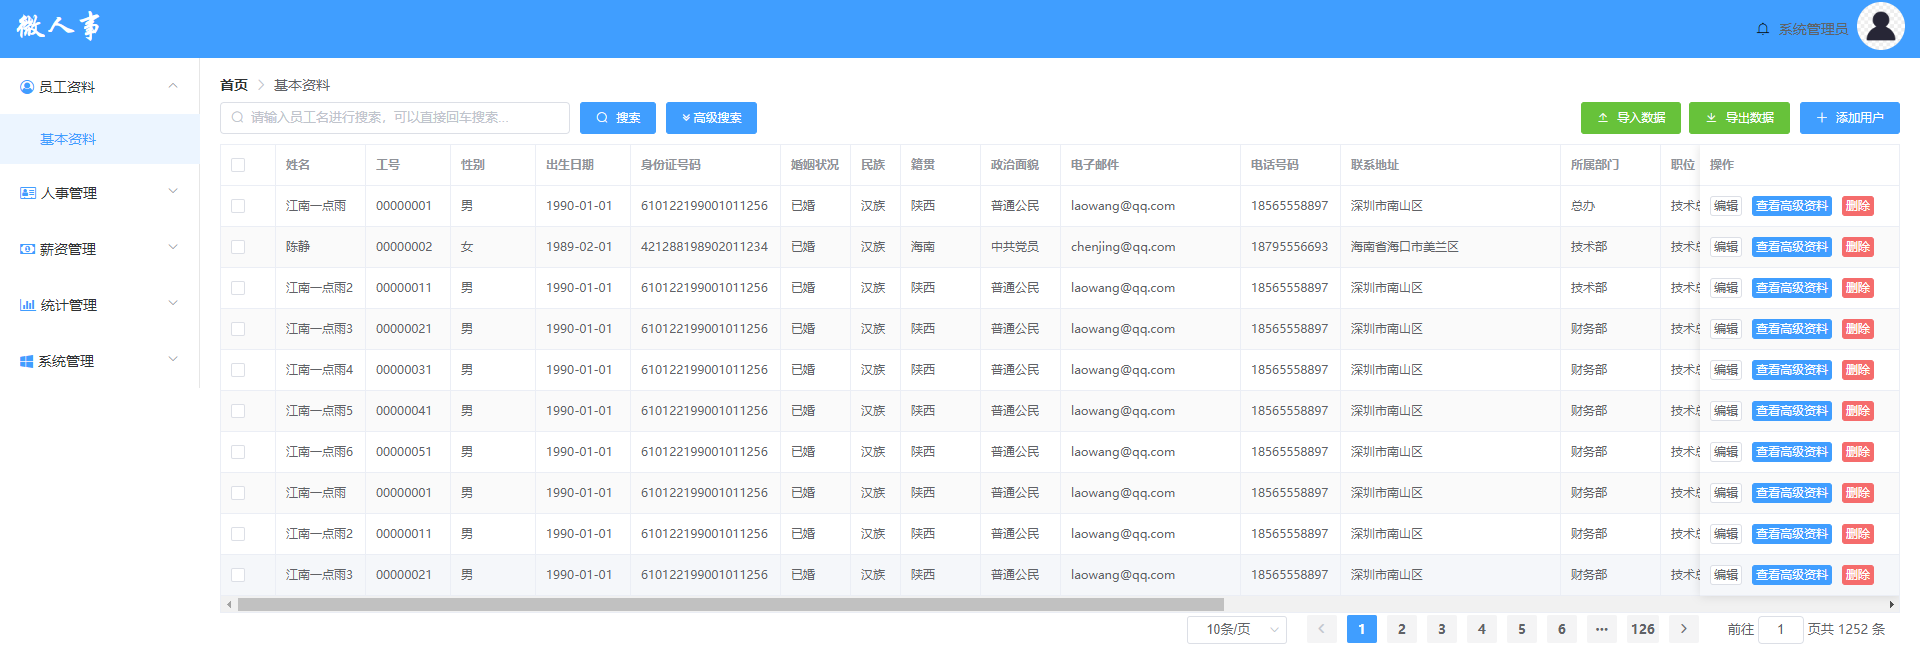 微人事
系统管理员
员工资料
基本资料
人事管理
薪资管理
统计管理
系统管理
首页 基本资料
请输入员工名进行搜索，可以直接回车搜索... 搜索 高级搜索 导入数据 导出数据 添加用户
姓名 工号 性别 出生日期 身份证号码 婚姻状况 民族 籍贯 政治面貌 电子邮件 电话号码 联系地址 所属部门 职位 操作
江南一点雨 00000001 男 1990-01-01 610122199001011256 已婚 汉族 陕西 普通公民 laowang@qq.com 18565558897 深圳市南山区 总办 技术 编辑 查看高级资料 删除
陈静 00000002 女 1989-02-01 421288198902011234 已婚 汉族 海南 中共党员 chenjing@qq.com 18795556693 海南省海口市美兰区 技术部 技术 编辑 查看高级资料 删除
江南一点雨2 00000011 男 1990-01-01 610122199001011256 已婚 汉族 陕西 普通公民 laowang@qq.com 18565558897 深圳市南山区 技术部 技术 编辑 查看高级资料 删除
江南一点雨3 00000021 男 1990-01-01 610122199001011256 已婚 汉族 陕西 普通公民 laowang@qq.com 18565558897 深圳市南山区 财务部 技术 编辑 查看高级资料 删除
江南一点雨4 00000031 男 1990-01-01 610122199001011256 已婚 汉族 陕西 普通公民 laowang@qq.com 18565558897 深圳市南山区 财务部 技术 编辑 查看高级资料 删除
江南一点雨5 00000041 男 1990-01-01 610122199001011256 已婚 汉族 陕西 普通公民 laowang@qq.com 18565558897 深圳市南山区 财务部 技术 编辑 查看高级资料 删除
江南一点雨6 00000051 男 1990-01-01 610122199001011256 已婚 汉族 陕西 普通公民 laowang@qq.com 18565558897 深圳市南山区 财务部 技术 编辑 查看高级资料 删除
江南一点雨 00000001 男 1990-01-01 610122199001011256 已婚 汉族 陕西 普通公民 laowang@qq.com 18565558897 深圳市南山区 财务部 技术 编辑 查看高级资料 删除
江南一点雨2 00000011 男 1990-01-01 610122199001011256 已婚 汉族 陕西 普通公民 laowang@qq.com 18565558897 深圳市南山区 财务部 技术 编辑 查看高级资料 删除
江南一点雨3 00000021 男 1990-01-01 610122199001011256 已婚 汉族 陕西 普通公民 laowang@qq.com 18565558897 深圳市南山区 财务部 技术 编辑 查看高级资料 删除
10条/页 1 2 3 4 5 6 ... 126 前往 1 页共 1252 条